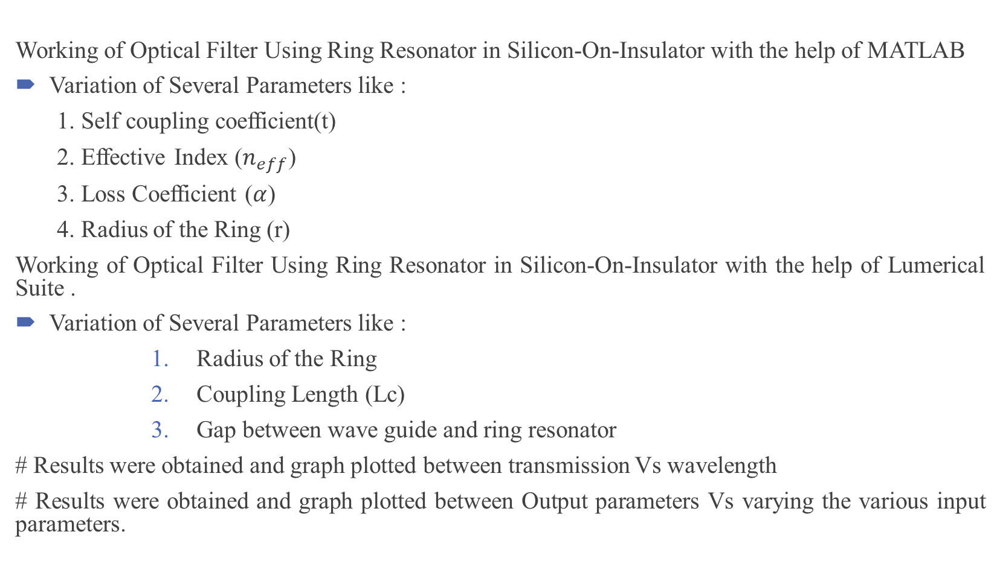 Working of Optical Filter Using Ring Resonator in Silicon-On-Insulator with the help of MATLAB
Variation of Several Parameters like :
1. Self coupling coefficient(t)
2. Effective Index (n_eff)
3. Loss Coefficient (α)
4. Radius of the Ring (r)
Working of Optical Filter Using Ring Resonator in Silicon-On-Insulator with the help of Lumerical
Suite .
Variation of Several Parameters like :
1. Radius of the Ring
2. Coupling Length (Lc)
3. Gap between wave guide and ring resonator
# Results were obtained and graph plotted between transmission Vs wavelength
# Results were obtained and graph plotted between Output parameters Vs varying the various input
parameters.